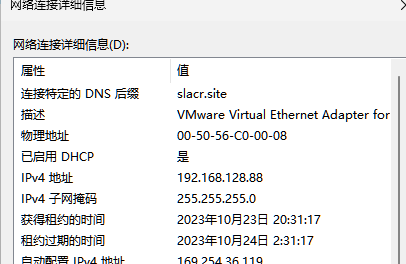 网络连接详细信息
网络连接详细信息(D):
属性 值
连接特定的 DNS 后缀 slacr.site
描述 VMware Virtual Ethernet Adapter for
物理地址 00-50-56-C0-00-08
已启用 DHCP 是
IPv4 地址 192.168.128.88
IPv4 子网掩码 255.255.255.0
获得租约的时间 2023年10月23日 20:31:17
租约过期的时间 2023年10月24日 2:31:17
自动配置 IPv4 地址 169.254.36.119